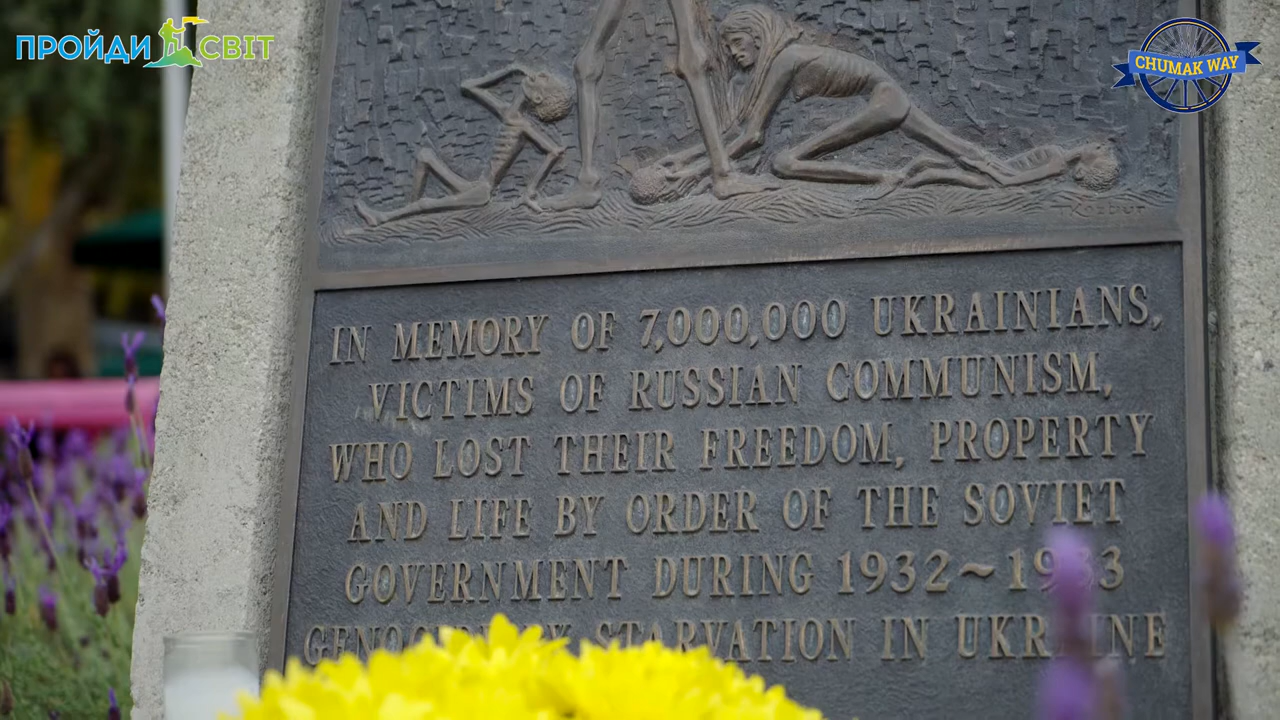 ПРОЙДИ СВІТ
CHUMAK WAY
IN MEMORY OF 7,000,000 UKRAINIANS,
VICTIMS OF RUSSIAN COMMUNISM,
WHO LOST THEIR FREEDOM, PROPERTY
AND LIFE BY ORDER OF THE SOVIET
GOVERNMENT DURING 1932~1933
STARVATION IN UKRAINE